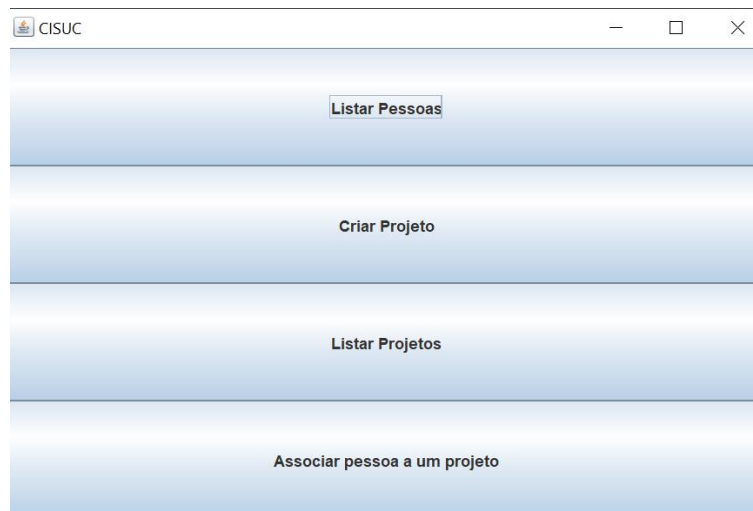 CISUC
Listar Pessoas
Criar Projeto
Listar Projetos
Associar pessoa a um projeto